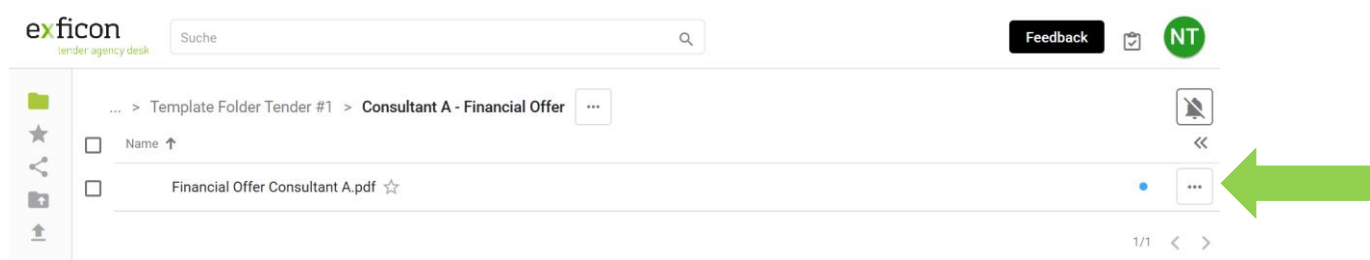 exficon
tender agency desk
Suche
Feedback
NT
... > Template Folder Tender #1 > Consultant A - Financial Offer ...
Name ↑
Financial Offer Consultant A.pdf
...
1/1 < >